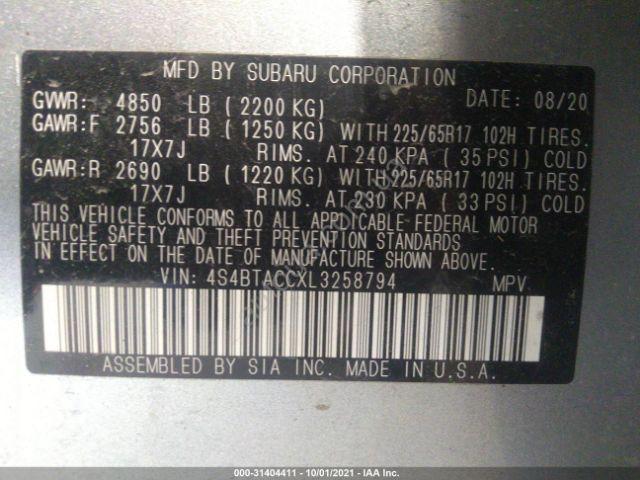 MFD BY SUBARU CORPORATION
GVWR: 4850 LB (2200 KG) DATE: 08/20
GAWR:F 2756 LB (1250 KG) WITH 225/65R17 102H TIRES.
17X7J RIMS. AT 240 KPA (35 PSI) COLD
GAWR:R 2690 LB (1220 KG) WITH 225/65R17 102H TIRES.
17X7J RIMS. AT 230 KPA (33 PSI) COLD
THIS VEHICLE CONFORMS TO ALL APPLICABLE FEDERAL MOTOR
VEHICLE SAFETY AND THEFT PREVENTION STANDARDS
IN EFFECT ON THE DATE OF MANUFACTURE SHOWN ABOVE.
VIN: 4S4BTACCXL3258794 MPV
ASSEMBLED BY SIA INC. MADE IN U.S.A.
000-31404411 - 10/01/2021 - IAA Inc.